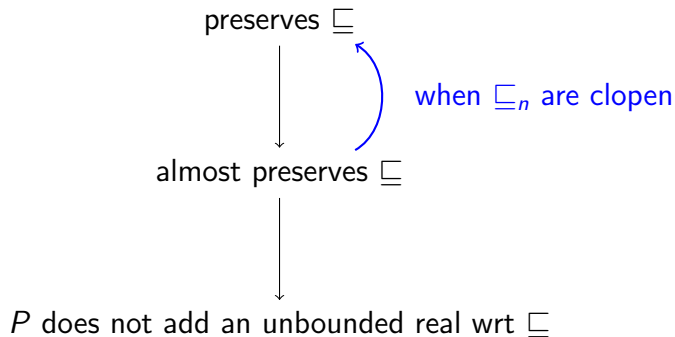 preserves ⊑
when ⊑ₙ are clopen
almost preserves ⊑
P does not add an unbounded real wrt ⊑